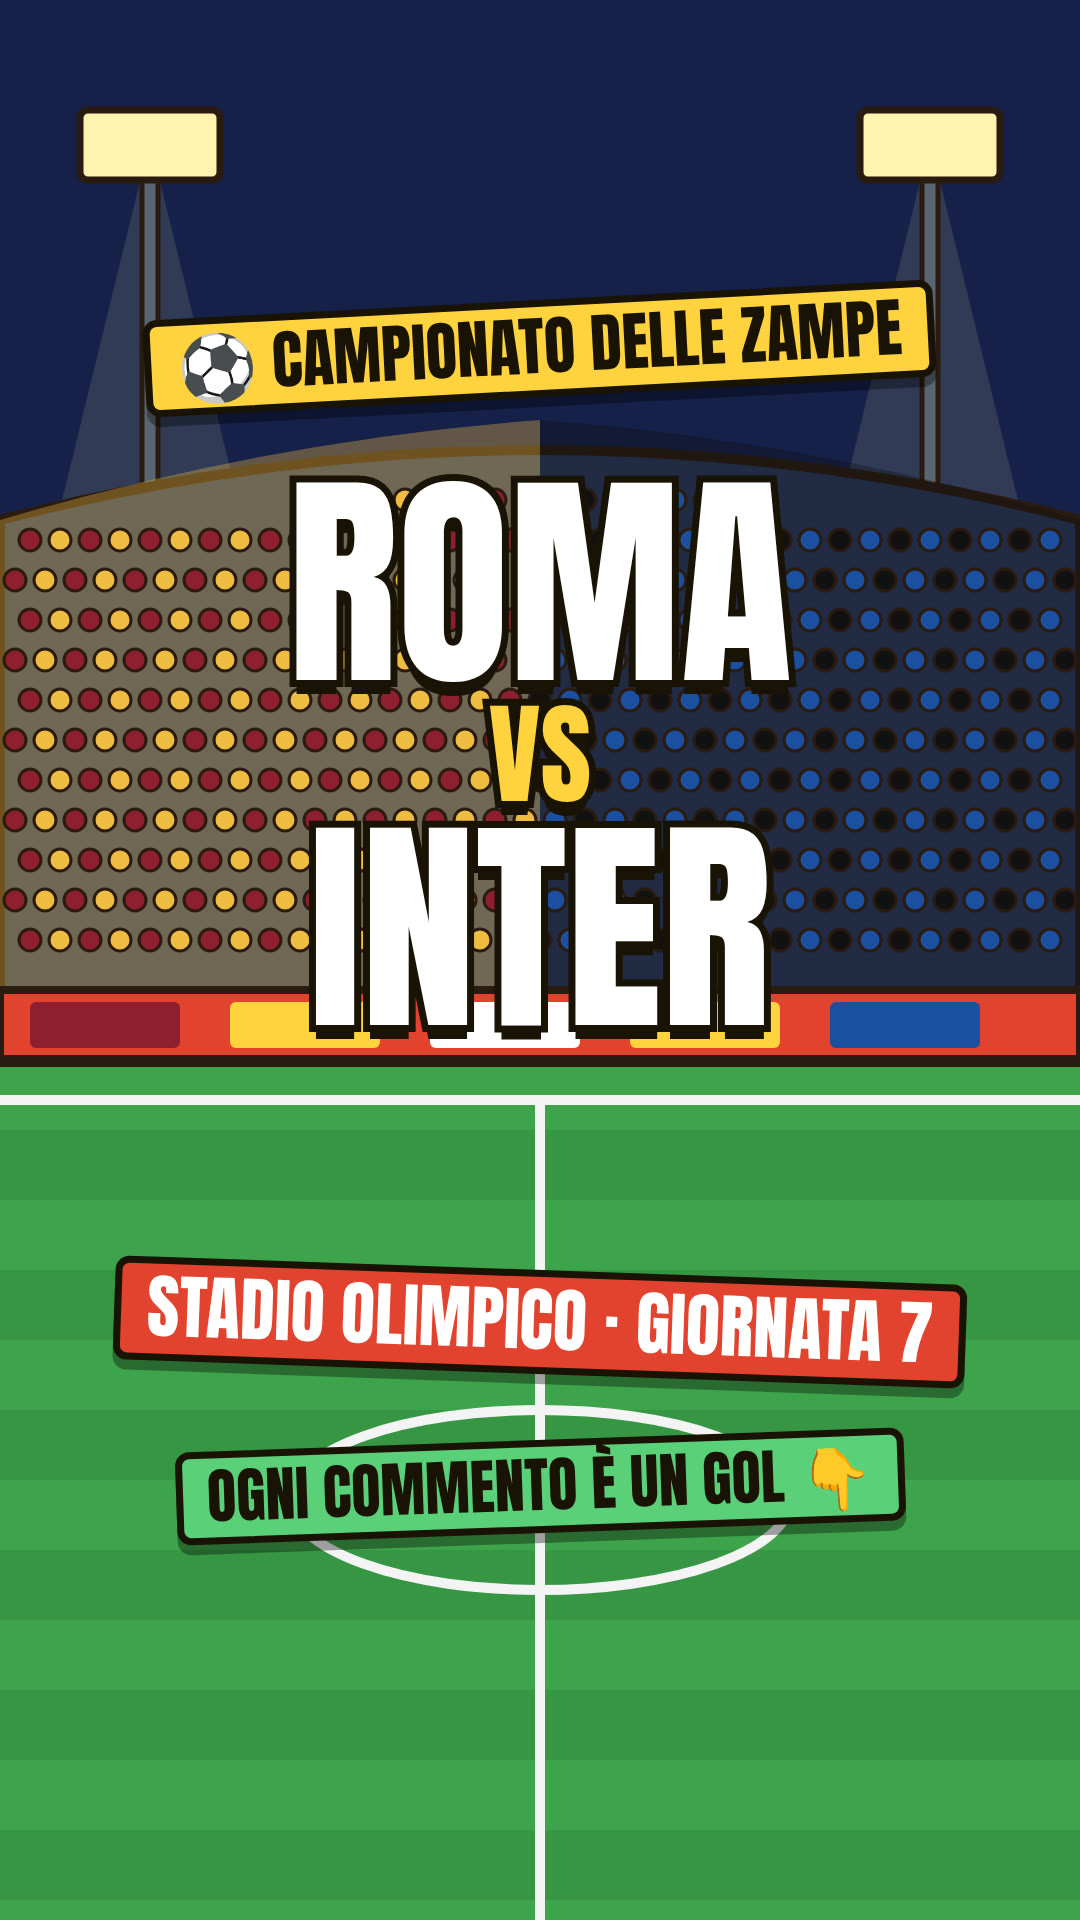 ⚽ CAMPIONATO DELLE ZAMPE
ROMA
VS
INTER
STADIO OLIMPICO · GIORNATA 7
OGNI COMMENTO È UN GOL 👇